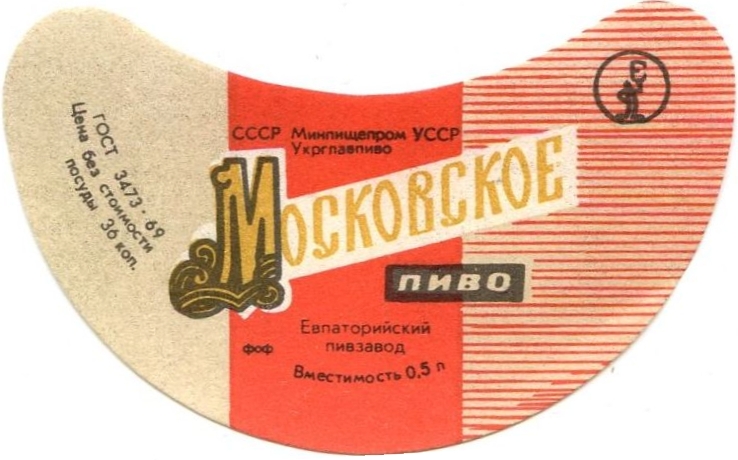 ГОСТ 3473-69
Цена без стоимости
посуды 36 коп.
СССР Минпищепром УССР
Укрглавпиво
МОСКОВСКОЕ
ПИВО
Евпаторийский
пивзавод
фоф
Вместимость 0,5 л
Е